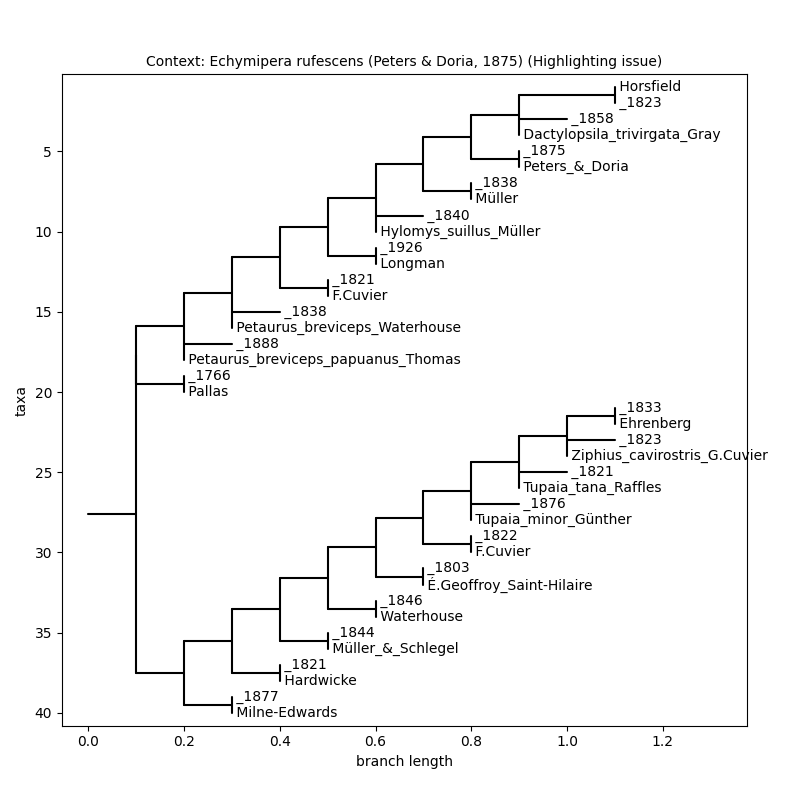 Context: Echymipera rufescens (Peters & Doria, 1875) (Highlighting issue)
Horsfield
_1823
_1858
Dactylopsila_trivirgata_Gray
_1875
Peters_&_Doria
_1838
Müller
_1840
Hylomys_suillus_Müller
_1926
Longman
_1821
F.Cuvier
_1838
Petaurus_breviceps_Waterhouse
_1888
Petaurus_breviceps_papuanus_Thomas
_1766
Pallas
_1833
Ehrenberg
_1823
Ziphius_cavirostris_G.Cuvier
_1821
Tupaia_tana_Raffles
_1876
Tupaia_minor_Günther
_1822
F.Cuvier
_1803
É.Geoffroy_Saint-Hilaire
_1846
Waterhouse
_1844
Müller_&_Schlegel
_1821
Hardwicke
_1877
Milne-Edwards
5
10
15
20
25
30
35
40
taxa
0.0 0.2 0.4 0.6 0.8 1.0 1.2
branch length